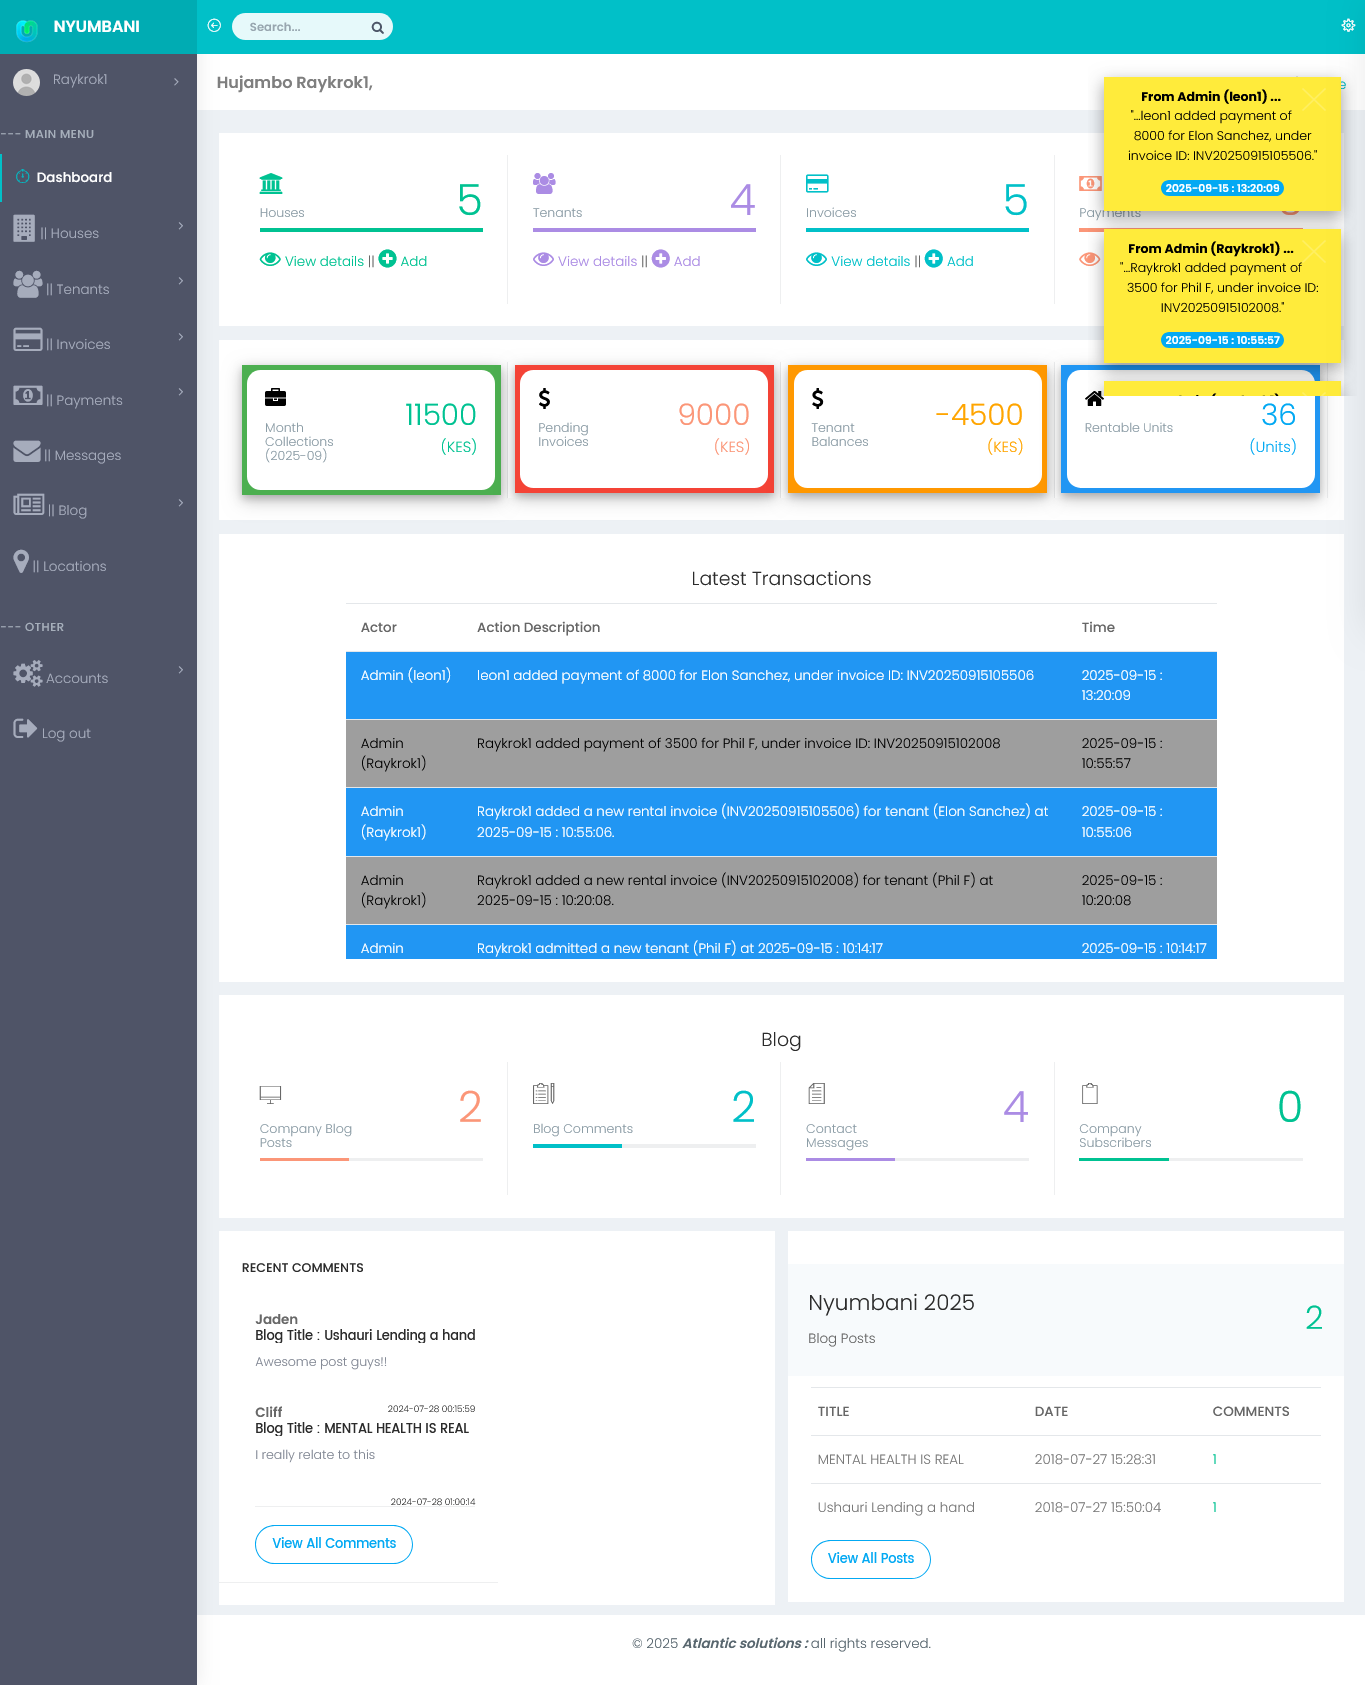 NYUMBANI
Search...
Raykrok1
--- MAIN MENU
Dashboard
|| Houses
|| Tenants
|| Invoices
|| Payments
|| Messages
|| Blog
|| Locations
--- OTHER
Accounts
Log out
Hujambo Raykrok1,
From Admin (leon1) ...
"...leon1 added payment of
8000 for Elon Sanchez, under
invoice ID: INV20250915105506."
2025-09-15 : 13:20:09
From Admin (Raykrok1) ...
"...Raykrok1 added payment of
3500 for Phil F, under invoice ID:
INV20250915102008."
2025-09-15 : 10:55:57
Houses
5
View details || Add
Tenants
4
View details || Add
Invoices
5
View details || Add
Payments
Month
Collections
(2025-09)
11500
(KES)
Pending
Invoices
9000
(KES)
Tenant
Balances
-4500
(KES)
Rentable Units
36
(Units)
Latest Transactions
Actor Action Description Time
Admin (leon1) leon1 added payment of 8000 for Elon Sanchez, under invoice ID: INV20250915105506 2025-09-15 :
13:20:09
Admin Raykrok1 added payment of 3500 for Phil F, under invoice ID: INV20250915102008 2025-09-15 :
(Raykrok1) 10:55:57
Admin Raykrok1 added a new rental invoice (INV20250915105506) for tenant (Elon Sanchez) at 2025-09-15 :
(Raykrok1) 2025-09-15 : 10:55:06. 10:55:06
Admin Raykrok1 added a new rental invoice (INV20250915102008) for tenant (Phil F) at 2025-09-15 :
(Raykrok1) 2025-09-15 : 10:20:08. 10:20:08
Admin Raykrok1 admitted a new tenant (Phil F) at 2025-09-15 : 10:14:17 2025-09-15 : 10:14:17
Blog
Company Blog
Posts
2
Blog Comments
2
Contact
Messages
4
Company
Subscribers
0
RECENT COMMENTS
Jaden
Blog Title : Ushauri Lending a hand
Awesome post guys!!
2024-07-28 00:15:59
Cliff
Blog Title : MENTAL HEALTH IS REAL
I really relate to this
2024-07-28 01:00:14
View All Comments
Nyumbani 2025
Blog Posts
2
TITLE DATE COMMENTS
MENTAL HEALTH IS REAL 2018-07-27 15:28:31 1
Ushauri Lending a hand 2018-07-27 15:50:04 1
View All Posts
© 2025 Atlantic solutions : all rights reserved.